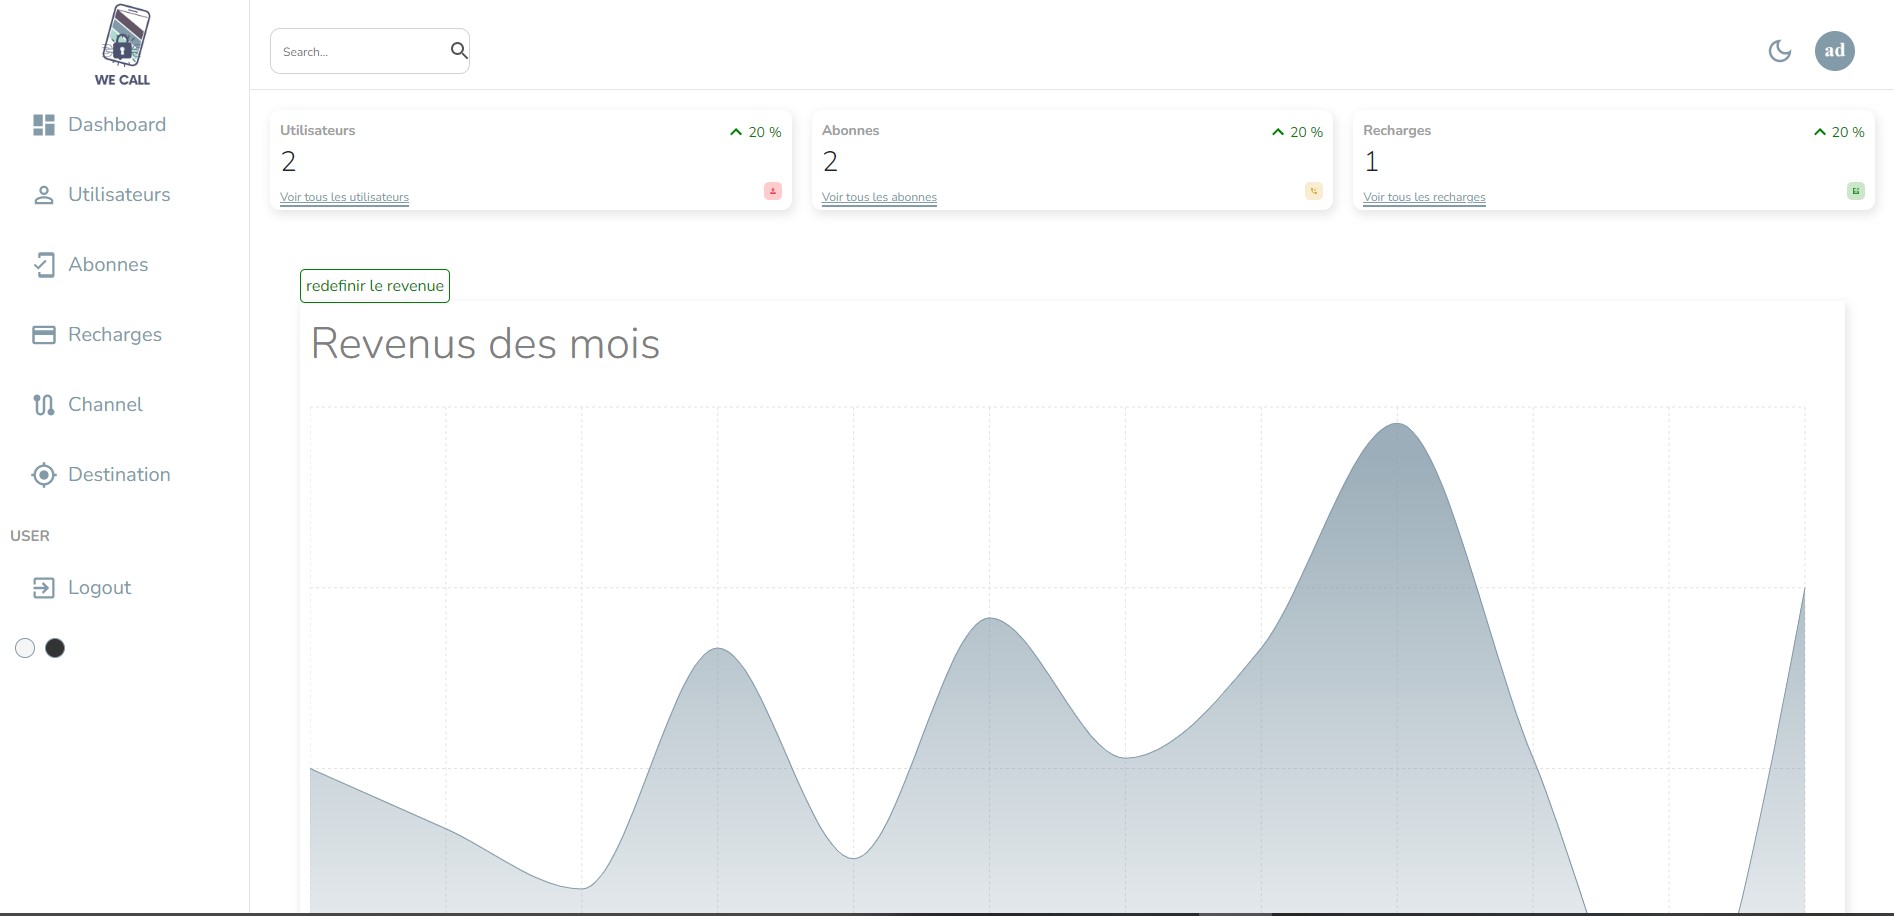 WE CALL
Dashboard
Utilisateurs
Abonnes
Recharges
Channel
Destination
USER
Logout
Search...
ad
Utilisateurs
20 %
2
Voir tous les utilisateurs
Abonnes
20 %
2
Voir tous les abonnes
Recharges
20 %
1
Voir tous les recharges
redefinir le revenue
Revenus des mois